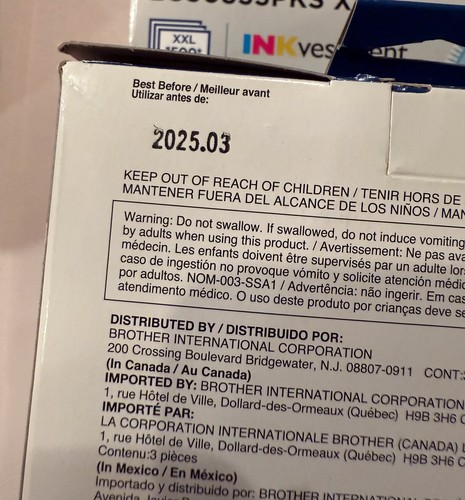 XXL
INKves
Best Before / Meilleur avant
Utilizar antes de:
2025.03
KEEP OUT OF REACH OF CHILDREN / TENIR HORS DE
MANTENER FUERA DEL ALCANCE DE LOS NIÑOS / MAN
Warning: Do not swallow. If swallowed, do not induce vomiting
by adults when using this product. / Avertissement: Ne pas ava
médecin. Les enfants doivent être supervisés par un adulte lor
caso de ingestión no provoque vómito y solicite atención médic
por adultos. NOM-003-SSA1 / Advertência: não ingerir. Em cas
atendimento médico. O uso deste produto por crianças deve se
DISTRIBUTED BY / DISTRIBUIDO POR:
BROTHER INTERNATIONAL CORPORATION
200 Crossing Boulevard Bridgewater, N.J. 08807-0911 CONT:
(In Canada / Au Canada)
IMPORTED BY: BROTHER INTERNATIONAL CORPORATION
1, rue Hôtel de Ville, Dollard-des-Ormeaux (Québec) H9B 3H6 C
IMPORTÉ PAR:
LA CORPORATION INTERNATIONALE BROTHER (CANADA) L
1, rue Hôtel de Ville, Dollard-des-Ormeaux (Québec) H9B 3H6 C
Contenu:3 pièces
(In Mexico / En México)
Importado y distribuido por: BROTHER INTERNATIONAL
Avenida